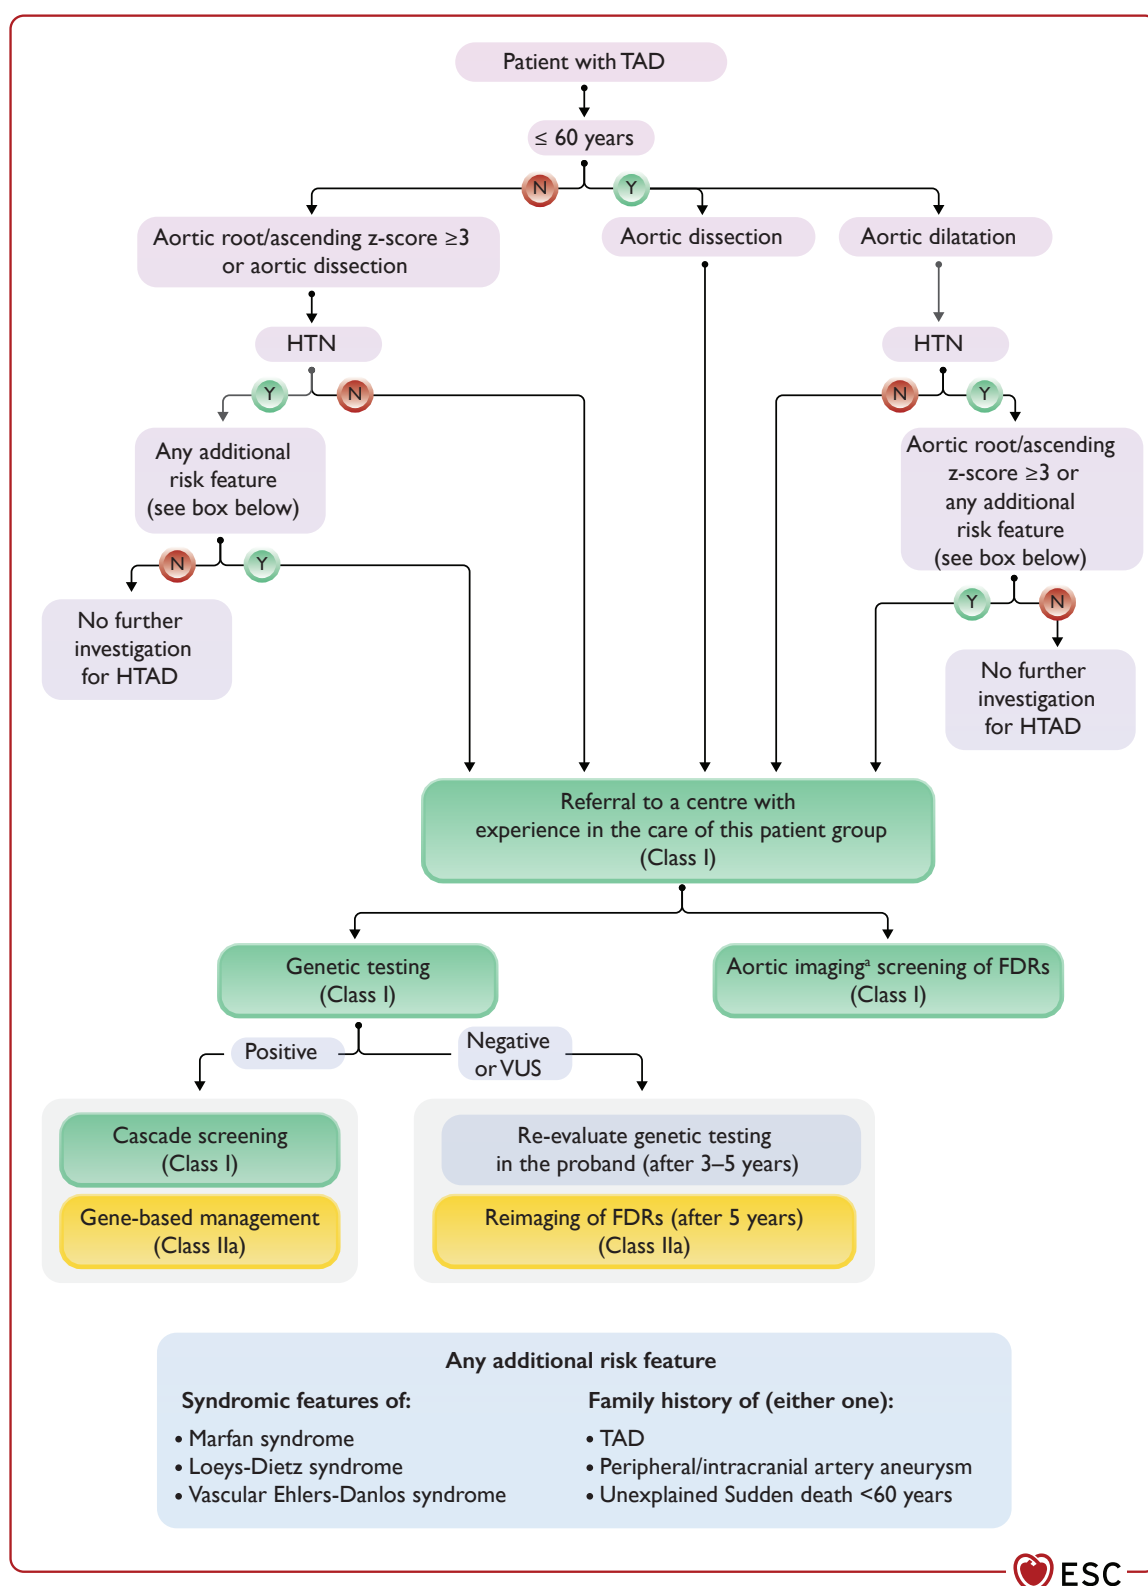 Patient with TAD
≤ 60 years
N
Y
Aortic root/ascending z-score ≥3
or aortic dissection
Aortic dissection
Aortic dilatation
HTN
HTN
Y
N
N
Y
Any additional
risk feature
(see box below)
Aortic root/ascending
z-score ≥3 or
any additional
risk feature
(see box below)
N
Y
Y
N
No further
investigation
for HTAD
No further
investigation
for HTAD
Referral to a centre with
experience in the care of this patient group
(Class I)
Genetic testing
(Class I)
Aortic imagingᵃ screening of FDRs
(Class I)
Positive
Negative
or VUS
Cascade screening
(Class I)
Gene-based management
(Class IIa)
Re-evaluate genetic testing
in the proband (after 3–5 years)
Reimaging of FDRs (after 5 years)
(Class IIa)
Any additional risk feature
Syndromic features of:
• Marfan syndrome
• Loeys-Dietz syndrome
• Vascular Ehlers-Danlos syndrome
Family history of (either one):
• TAD
• Peripheral/intracranial artery aneurysm
• Unexplained Sudden death <60 years
ESC